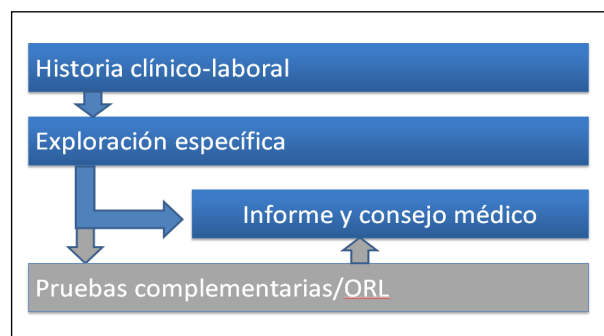 Historia clínico-laboral
Exploración específica
Informe y consejo médico
Pruebas complementarias/ORL